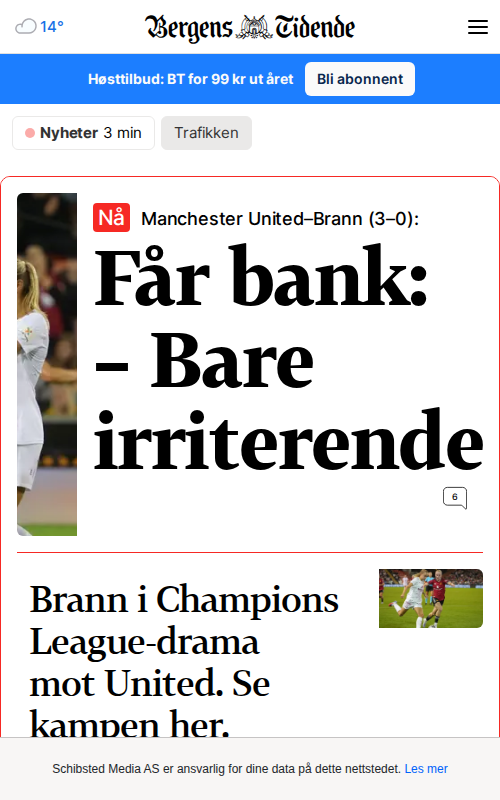 14°
Bergens Tidende
Høsttilbud: BT for 99 kr ut året
Bli abonnent
Nyheter 3 min
Trafikken
Nå Manchester United–Brann (3–0):
Får bank:
– Bare
irriterende
6
Brann i Champions
League-drama
mot United. Se
kampen her.
Schibsted Media AS er ansvarlig for dine data på dette nettstedet. Les mer